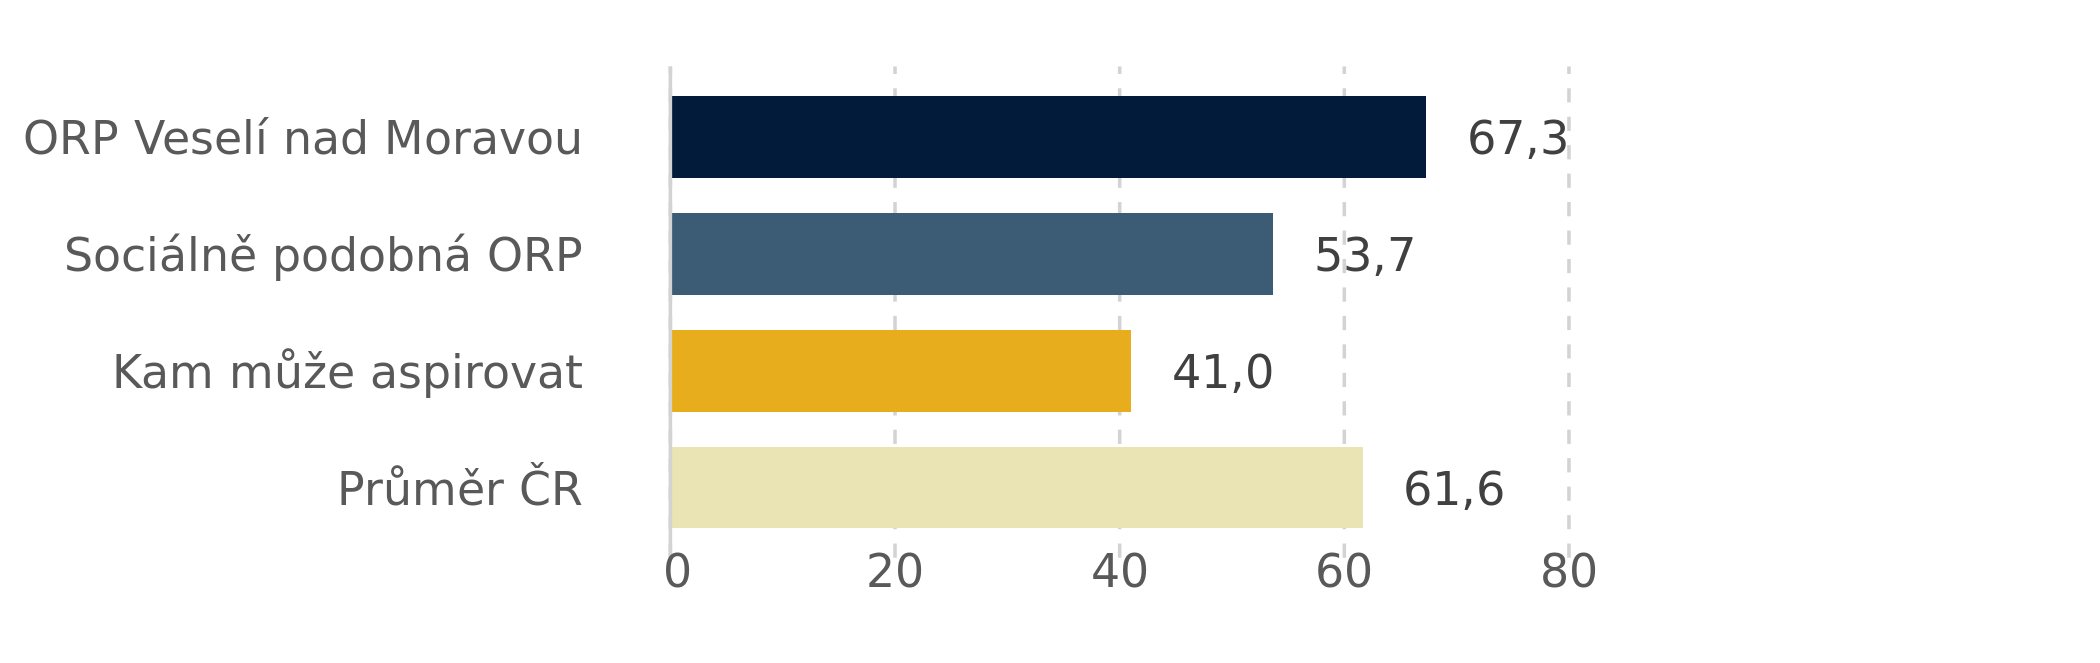 ORP Veselí nad Moravou 67,3
Sociálně podobná ORP 53,7
Kam může aspirovat 41,0
Průměr ČR 61,6
0 20 40 60 80